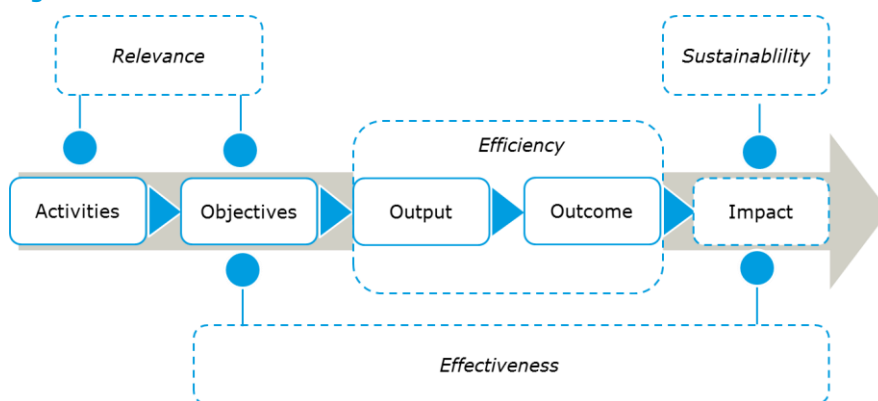 Relevance
Sustainablility
Efficiency
Activities
Objectives
Output
Outcome
Impact
Effectiveness